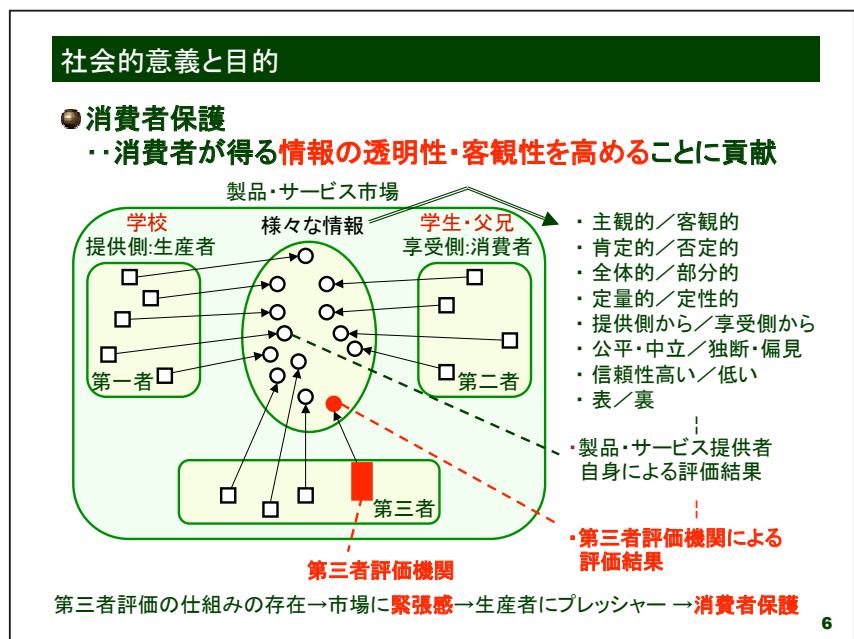 社会的意義と目的
消費者保護
‥消費者が得る情報の透明性・客観性を高めることに貢献
製品・サービス市場
学校
提供側:生産者
様々な情報
学生・父兄
享受側:消費者
第一者
第二者
第三者
第三者評価機関
・ 主観的／客観的
・ 肯定的／否定的
・ 全体的／部分的
・ 定量的／定性的
・ 提供側から／享受側から
・ 公平・中立／独断・偏見
・ 信頼性高い／低い
・ 表／裏
・製品・サービス提供者
自身による評価結果
・第三者評価機関による
評価結果
第三者評価の仕組みの存在→市場に緊張感→生産者にプレッシャー →消費者保護
6